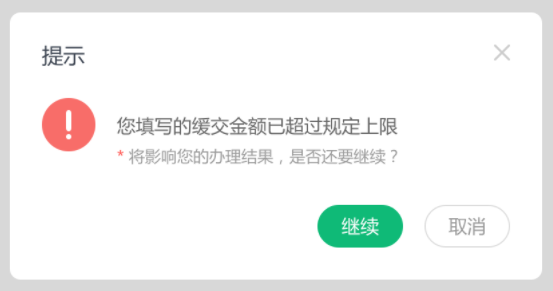 提示
您填写的缓交金额已超过规定上限
* 将影响您的办理结果，是否还要继续？
继续
取消